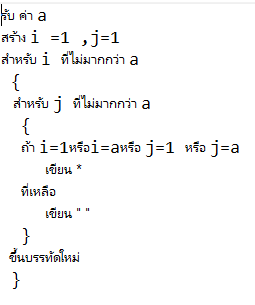 รับ ค่า a
สร้าง i =1 ,j=1
สำหรับ i ที่ไม่มากกว่า a
{
สำหรับ j ที่ไม่มากกว่า a
{
ถ้า i=1หรือi=aหรือ j=1 หรือ j=a
เขียน *
ที่เหลือ
เขียน " "
}
ขึ้นบรรทัดใหม่
}